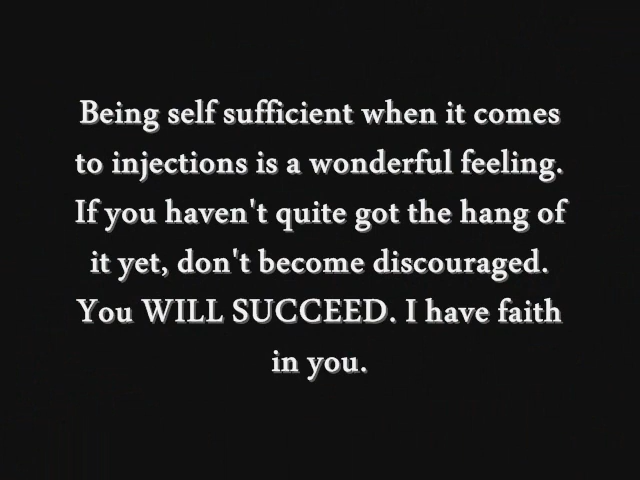 Being self sufficient when it comes
to injections is a wonderful feeling.
If you haven't quite got the hang of
it yet, don't become discouraged.
You WILL SUCCEED. I have faith
in you.